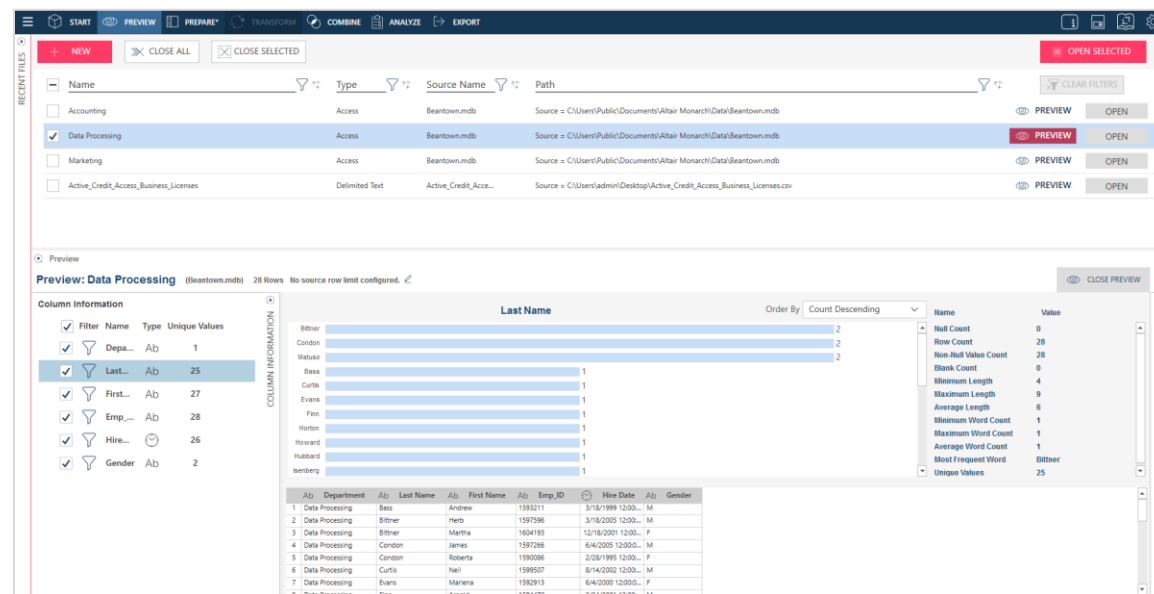 START PREVIEW PREPARE* TRANSFORM COMBINE ANALYZE EXPORT
RECENT FILES
NEW CLOSE ALL CLOSE SELECTED OPEN SELECTED
Name Type Source Name Path CLEAR FILTERS
Accounting Access Beantown.mdb Source = C:\Users\Public\Documents\Altair Monarch\Data\Beantown.mdb PREVIEW OPEN
Data Processing Access Beantown.mdb Source = C:\Users\Public\Documents\Altair Monarch\Data\Beantown.mdb PREVIEW OPEN
Marketing Access Beantown.mdb Source = C:\Users\Public\Documents\Altair Monarch\Data\Beantown.mdb PREVIEW OPEN
Active_Credit_Access_Business_Licenses Delimited Text Active_Credit_Acce... Source = C:\Users\admin\Desktop\Active_Credit_Access_Business_Licenses.csv PREVIEW OPEN
Preview
Preview: Data Processing (Beantown.mdb) 28 Rows No source row limit configured. CLOSE PREVIEW
Column Information
Filter Name Type Unique Values
Depa... Ab 1
Last... Ab 25
First... Ab 27
Emp_... Ab 28
Hire... 26
Gender Ab 2
COLUMN INFORMATION
Last Name Order By Count Descending
Bittner 2
Condon 2
Matuso 2
Bass 1
Curtis 1
Evans 1
Finn 1
Horton 1
Howard 1
Hubbard 1
Isenberg 1
Name Value
Null Count 0
Row Count 28
Non-Null Value Count 28
Blank Count 0
Minimum Length 4
Maximum Length 9
Average Length 6
Minimum Word Count 1
Maximum Word Count 1
Average Word Count 1
Most Frequent Word Bittner
Unique Values 25
Ab Department Ab Last Name Ab First Name Ab Emp_ID Hire Date Ab Gender
1 Data Processing Bass Andrew 1593211 3/18/1999 12:00:... M
2 Data Processing Bittner Herb 1597596 3/18/2005 12:00:... M
3 Data Processing Bittner Martha 1604193 12/18/2001 12:00... F
4 Data Processing Condon James 1597266 6/4/2005 12:00:0... M
5 Data Processing Condon Roberta 1590086 2/28/1995 12:00:... F
6 Data Processing Curtis Neil 1599507 8/14/2002 12:00:... M
7 Data Processing Evans Marlena 1592913 6/4/2000 12:00:0... F